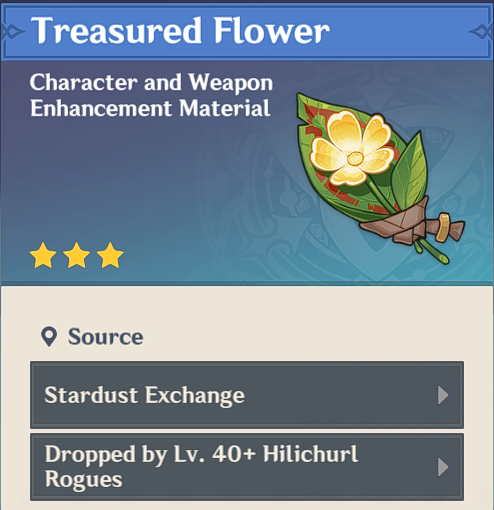 Treasured Flower
Character and Weapon
Enhancement Material
Source
Stardust Exchange
Dropped by Lv. 40+ Hilichurl
Rogues